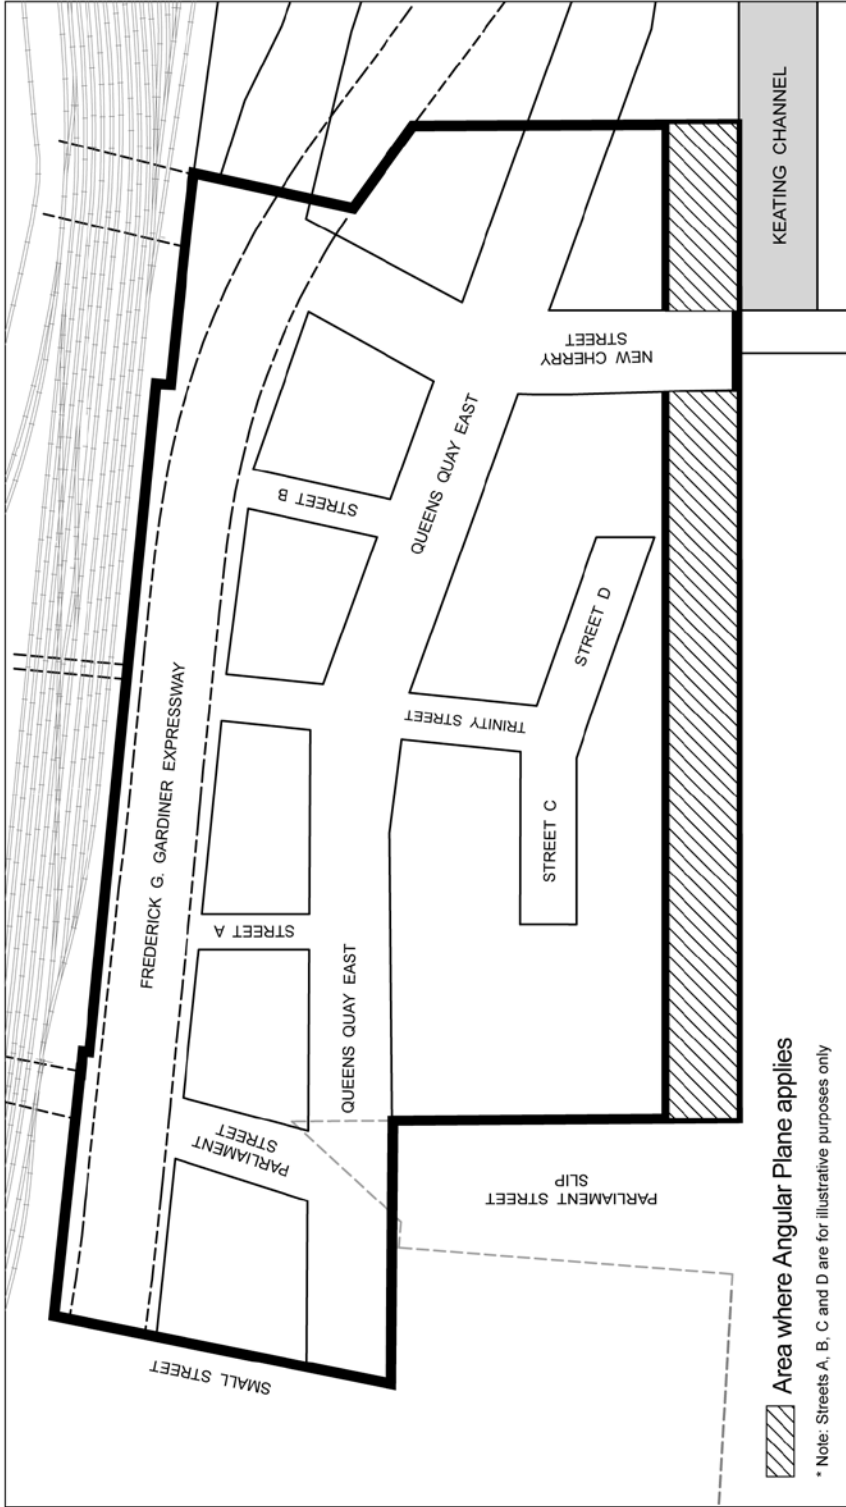 FREDERICK G. GARDINER EXPRESSWAY
SMALL STREET
PARLIAMENT
STREET
STREET A
STREET B
QUEENS QUAY EAST
QUEENS QUAY EAST
TRINITY STREET
NEW CHERRY
STREET
STREET C
STREET D
PARLIAMENT STREET
SLIP
KEATING CHANNEL
Area where Angular Plane applies
* Note: Streets A, B, C and D are for illustrative purposes only